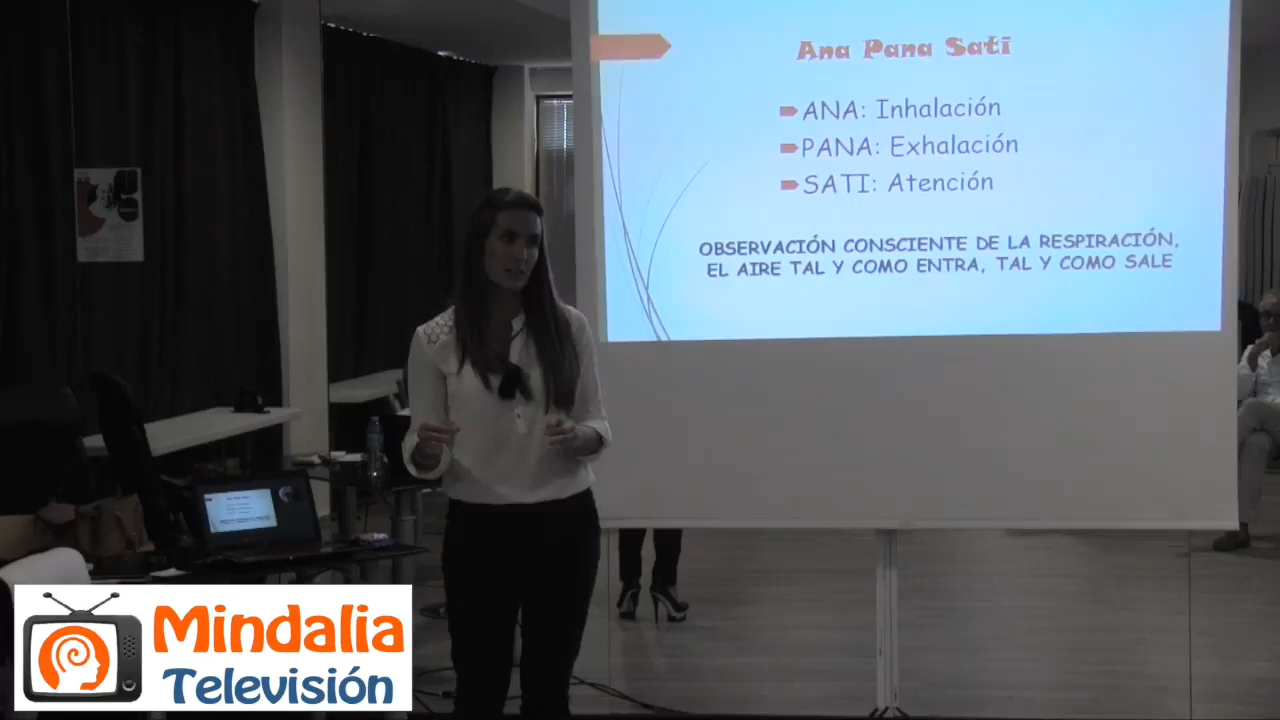 Ana Pana Sati
ANA: Inhalación
PANA: Exhalación
SATI: Atención
OBSERVACIÓN CONSCIENTE DE LA RESPIRACIÓN,
EL AIRE TAL Y COMO ENTRA, TAL Y COMO SALE
Mindalia
Televisión